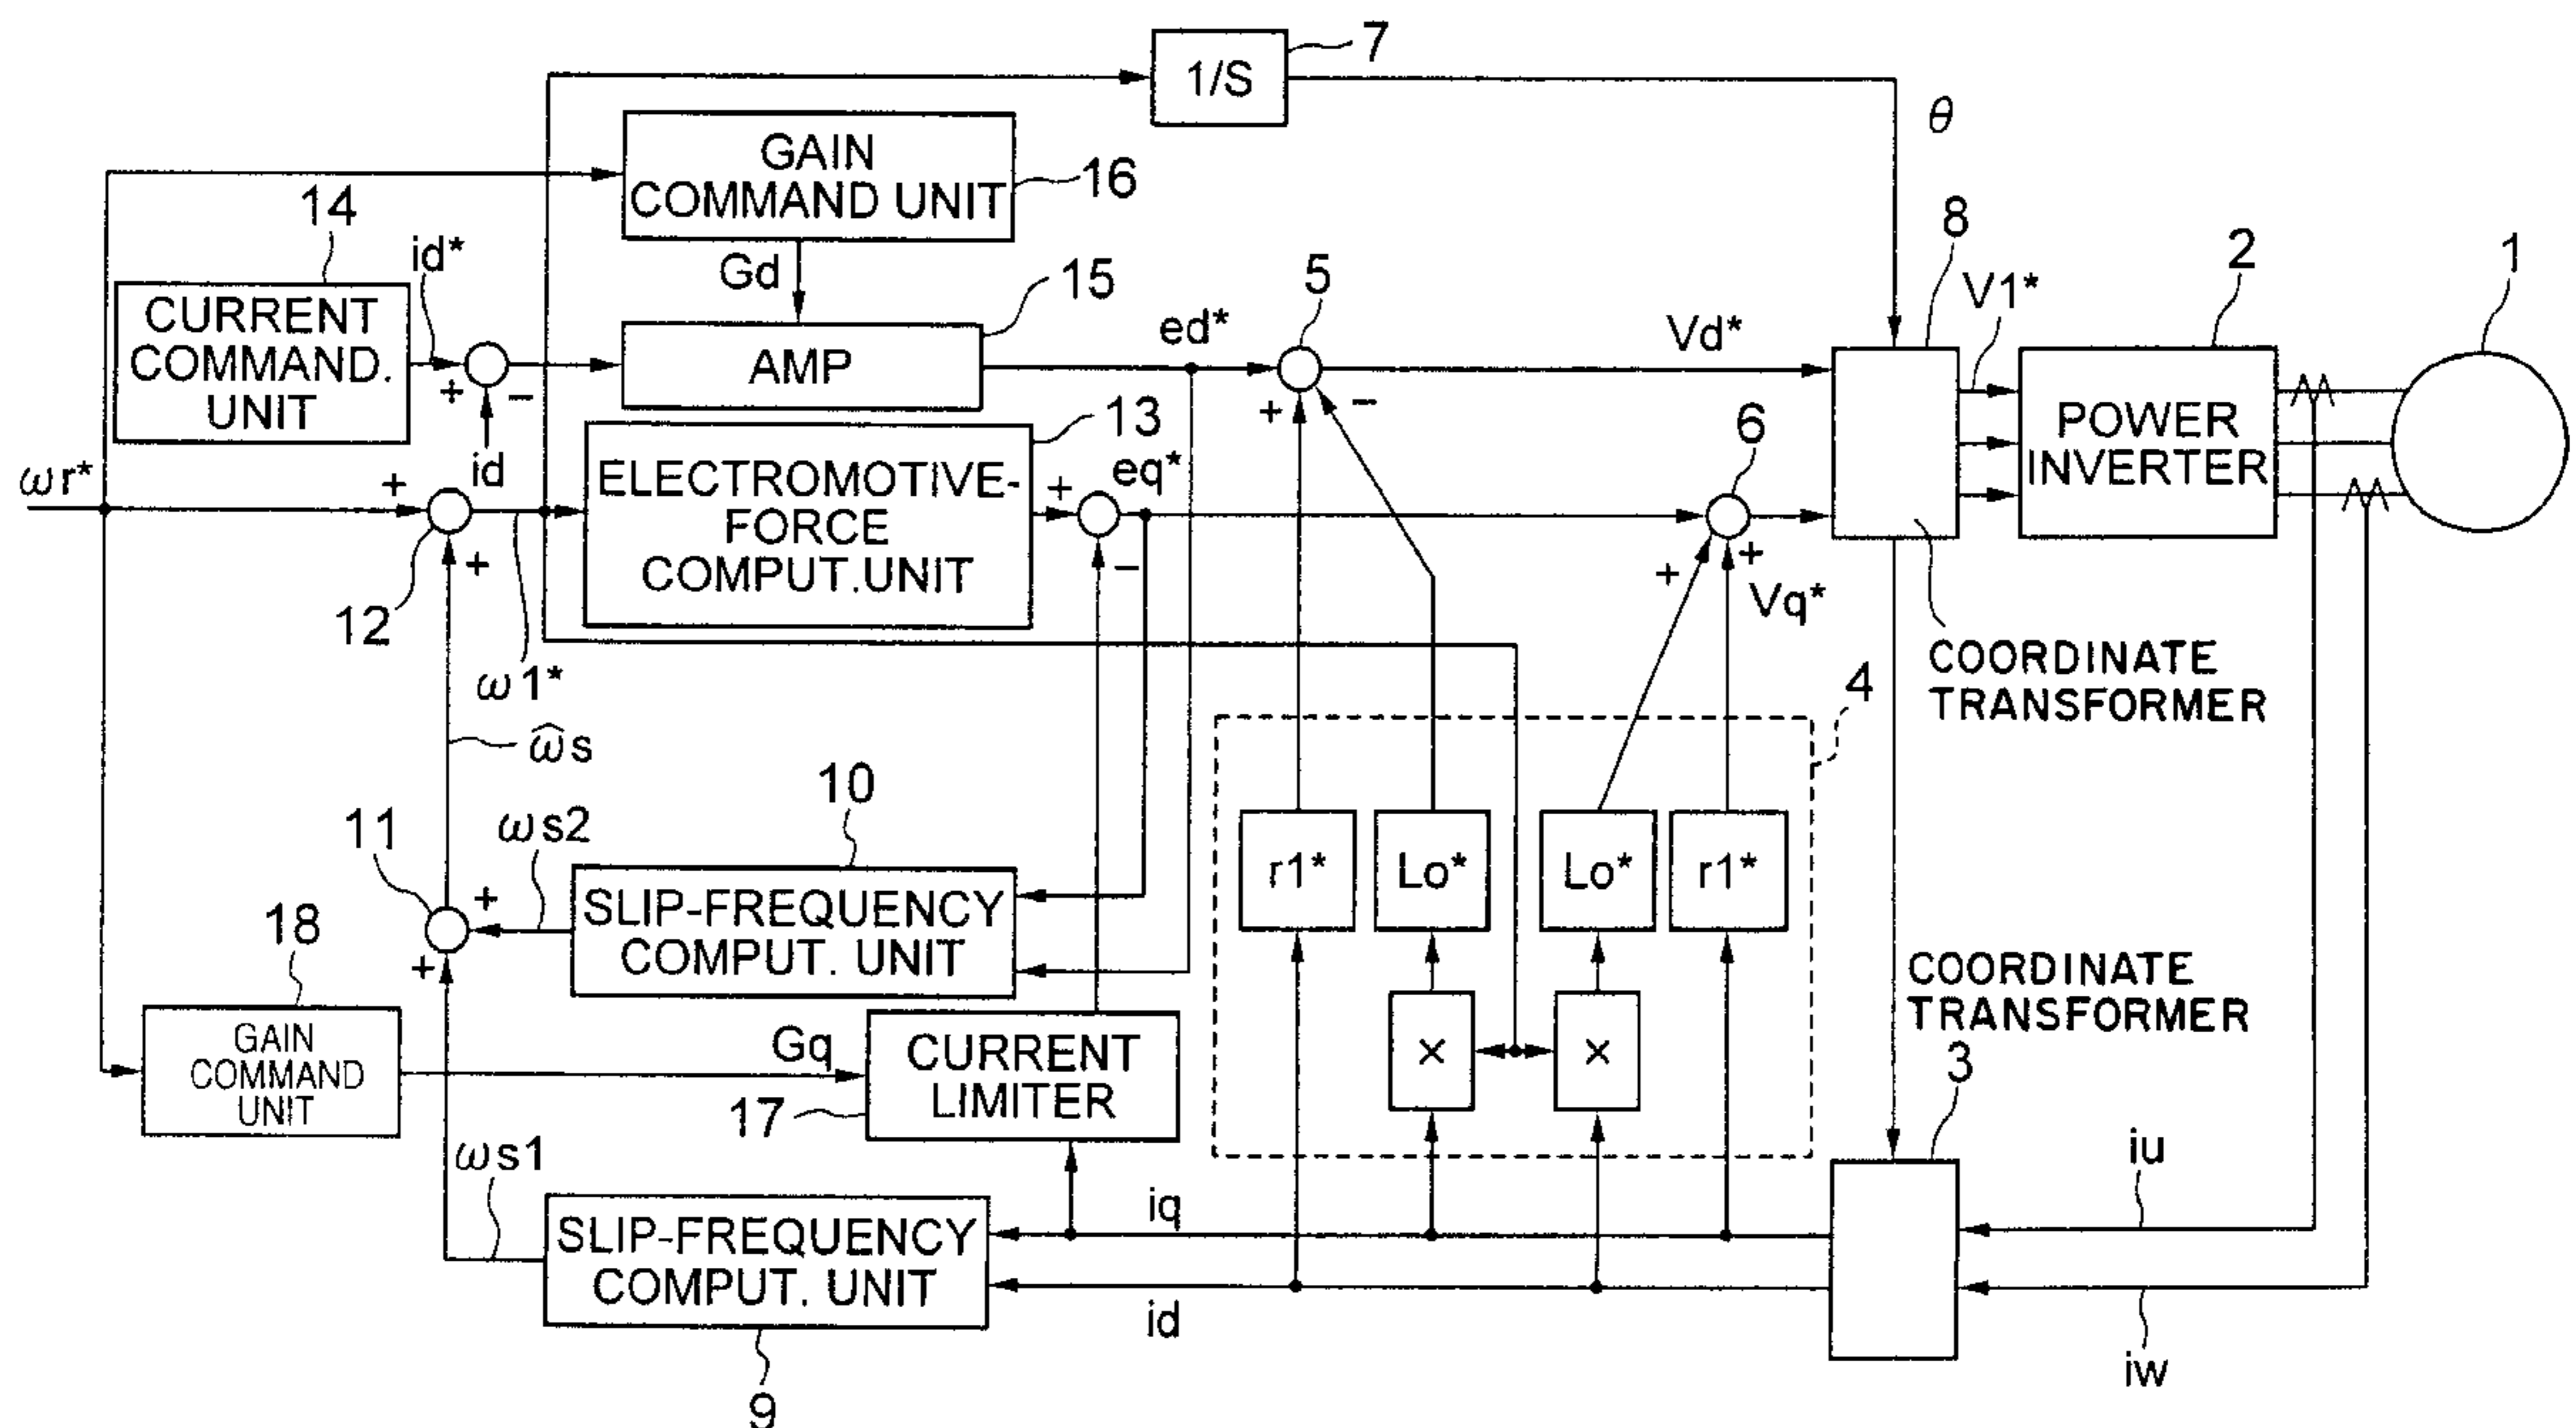 7
1/S
θ
GAIN
COMMAND UNIT
16
14
id*
Gd
15
5
8
2
1
V1*
CURRENT
COMMAND.
UNIT
+
−
AMP
ed*
+
−
Vd*
POWER
INVERTER
id
13
eq*
6
ωr*
+
12
+
ω1*
ELECTROMOTIVE-
FORCE
COMPUT.UNIT
+
−
+
+
Vq*
COORDINATE
TRANSFORMER
4
ω̂s
10
11
ωs2
+
+
SLIP-FREQUENCY
COMPUT. UNIT
r1*
Lo*
Lo*
r1*
18
GAIN
COMMAND
UNIT
Gq
CURRENT
LIMITER
17
×
×
COORDINATE
TRANSFORMER
3
ωs1
SLIP-FREQUENCY
COMPUT. UNIT
9
iq
id
iu
iw